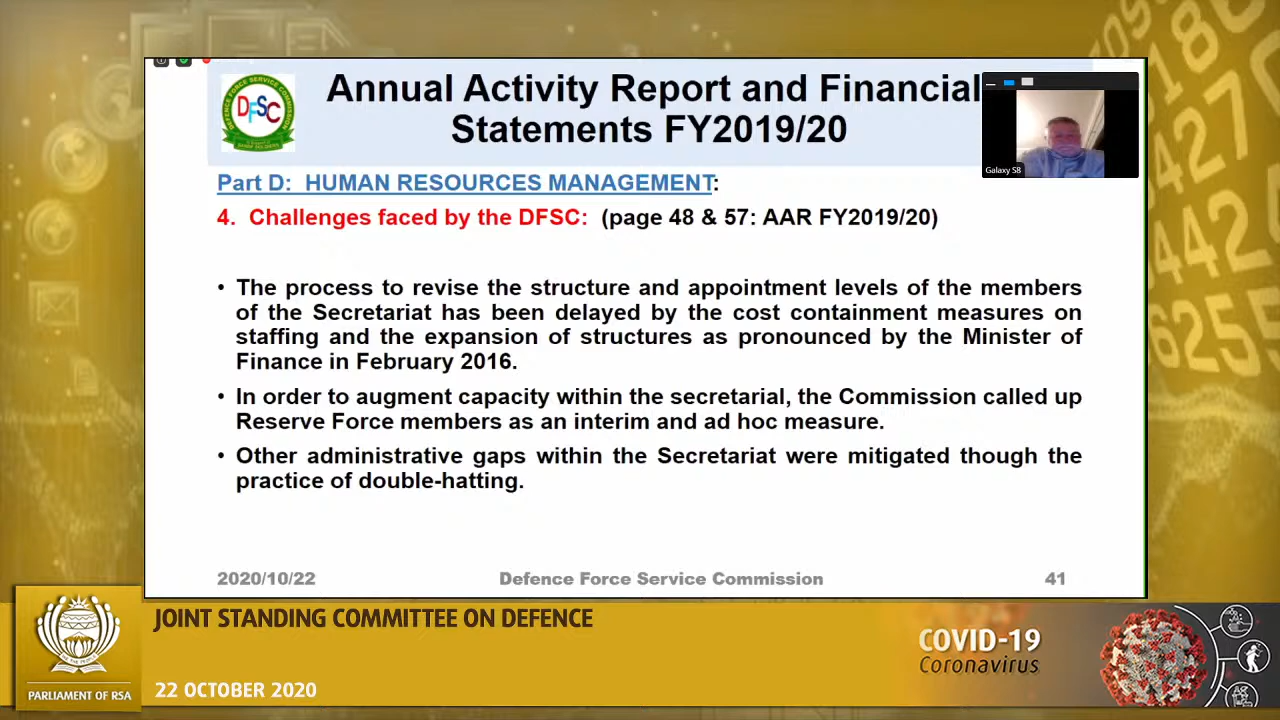 Annual Activity Report and Financial
Statements FY2019/20
DEFENCE FORCE SERVICE COMMISSION
DFSC
Galaxy S8
Part D: HUMAN RESOURCES MANAGEMENT:
4. Challenges faced by the DFSC: (page 48 & 57: AAR FY2019/20)
• The process to revise the structure and appointment levels of the members
of the Secretariat has been delayed by the cost containment measures on
staffing and the expansion of structures as pronounced by the Minister of
Finance in February 2016.
• In order to augment capacity within the secretarial, the Commission called up
Reserve Force members as an interim and ad hoc measure.
• Other administrative gaps within the Secretariat were mitigated though the
practice of double-hatting.
2020/10/22 Defence Force Service Commission 41
JOINT STANDING COMMITTEE ON DEFENCE
COVID-19
Coronavirus
PARLIAMENT OF RSA
22 OCTOBER 2020